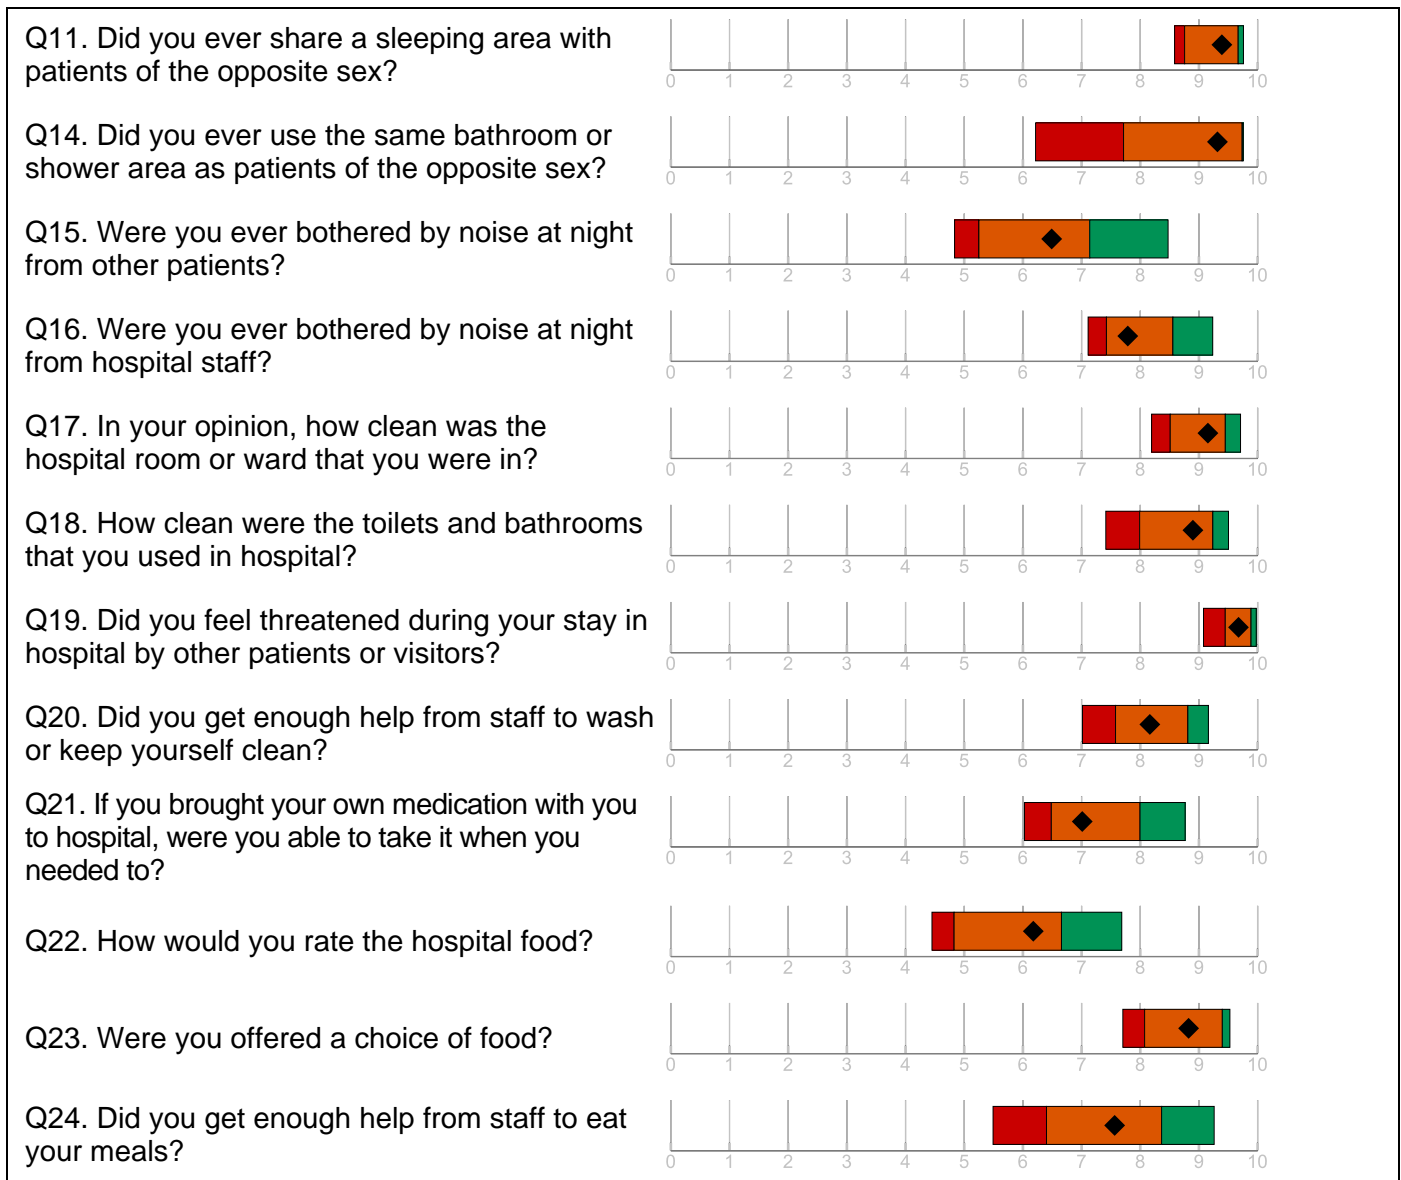 Q11. Did you ever share a sleeping area with
patients of the opposite sex?
0 1 2 3 4 5 6 7 8 9 10
Q14. Did you ever use the same bathroom or
shower area as patients of the opposite sex?
0 1 2 3 4 5 6 7 8 9 10
Q15. Were you ever bothered by noise at night
from other patients?
0 1 2 3 4 5 6 7 8 9 10
Q16. Were you ever bothered by noise at night
from hospital staff?
0 1 2 3 4 5 6 7 8 9 10
Q17. In your opinion, how clean was the
hospital room or ward that you were in?
0 1 2 3 4 5 6 7 8 9 10
Q18. How clean were the toilets and bathrooms
that you used in hospital?
0 1 2 3 4 5 6 7 8 9 10
Q19. Did you feel threatened during your stay in
hospital by other patients or visitors?
0 1 2 3 4 5 6 7 8 9 10
Q20. Did you get enough help from staff to wash
or keep yourself clean?
0 1 2 3 4 5 6 7 8 9 10
Q21. If you brought your own medication with you
to hospital, were you able to take it when you
needed to?
0 1 2 3 4 5 6 7 8 9 10
Q22. How would you rate the hospital food?
0 1 2 3 4 5 6 7 8 9 10
Q23. Were you offered a choice of food?
0 1 2 3 4 5 6 7 8 9 10
Q24. Did you get enough help from staff to eat
your meals?
0 1 2 3 4 5 6 7 8 9 10